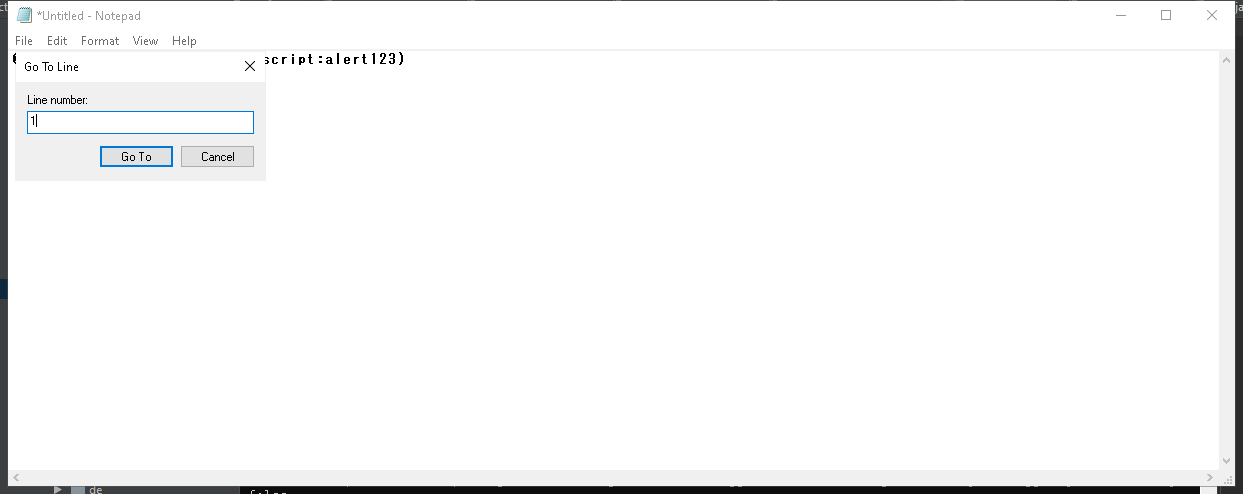 *Untitled - Notepad
File Edit Format View Help
script:alert123)
Go To Line
Line number:
1
Go To Cancel
de